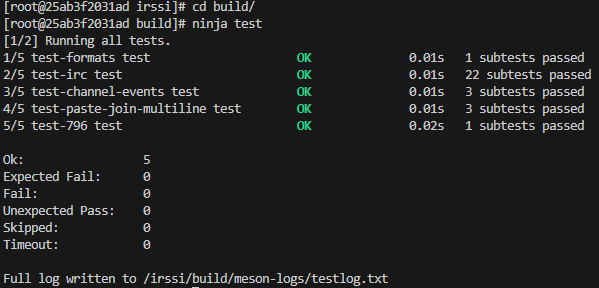 [root@25ab3f2031ad irssi]# cd build/
[root@25ab3f2031ad build]# ninja test
[1/2] Running all tests.
1/5 test-formats test OK 0.01s 1 subtests passed
2/5 test-irc test OK 0.01s 22 subtests passed
3/5 test-channel-events test OK 0.01s 3 subtests passed
4/5 test-paste-join-multiline test OK 0.01s 3 subtests passed
5/5 test-796 test OK 0.02s 1 subtests passed
Ok: 5
Expected Fail: 0
Fail: 0
Unexpected Pass: 0
Skipped: 0
Timeout: 0
Full log written to /irssi/build/meson-logs/testlog.txt